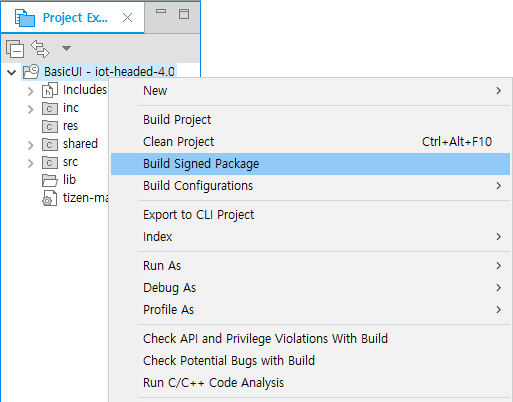 Project Ex...
BasicUI - iot-headed-4.0
Includes
inc
res
shared
src
lib
tizen-ma
New
Build Project
Clean Project Ctrl+Alt+F10
Build Signed Package
Build Configurations
Export to CLI Project
Index
Run As
Debug As
Profile As
Check API and Privilege Violations With Build
Check Potential Bugs with Build
Run C/C++ Code Analysis